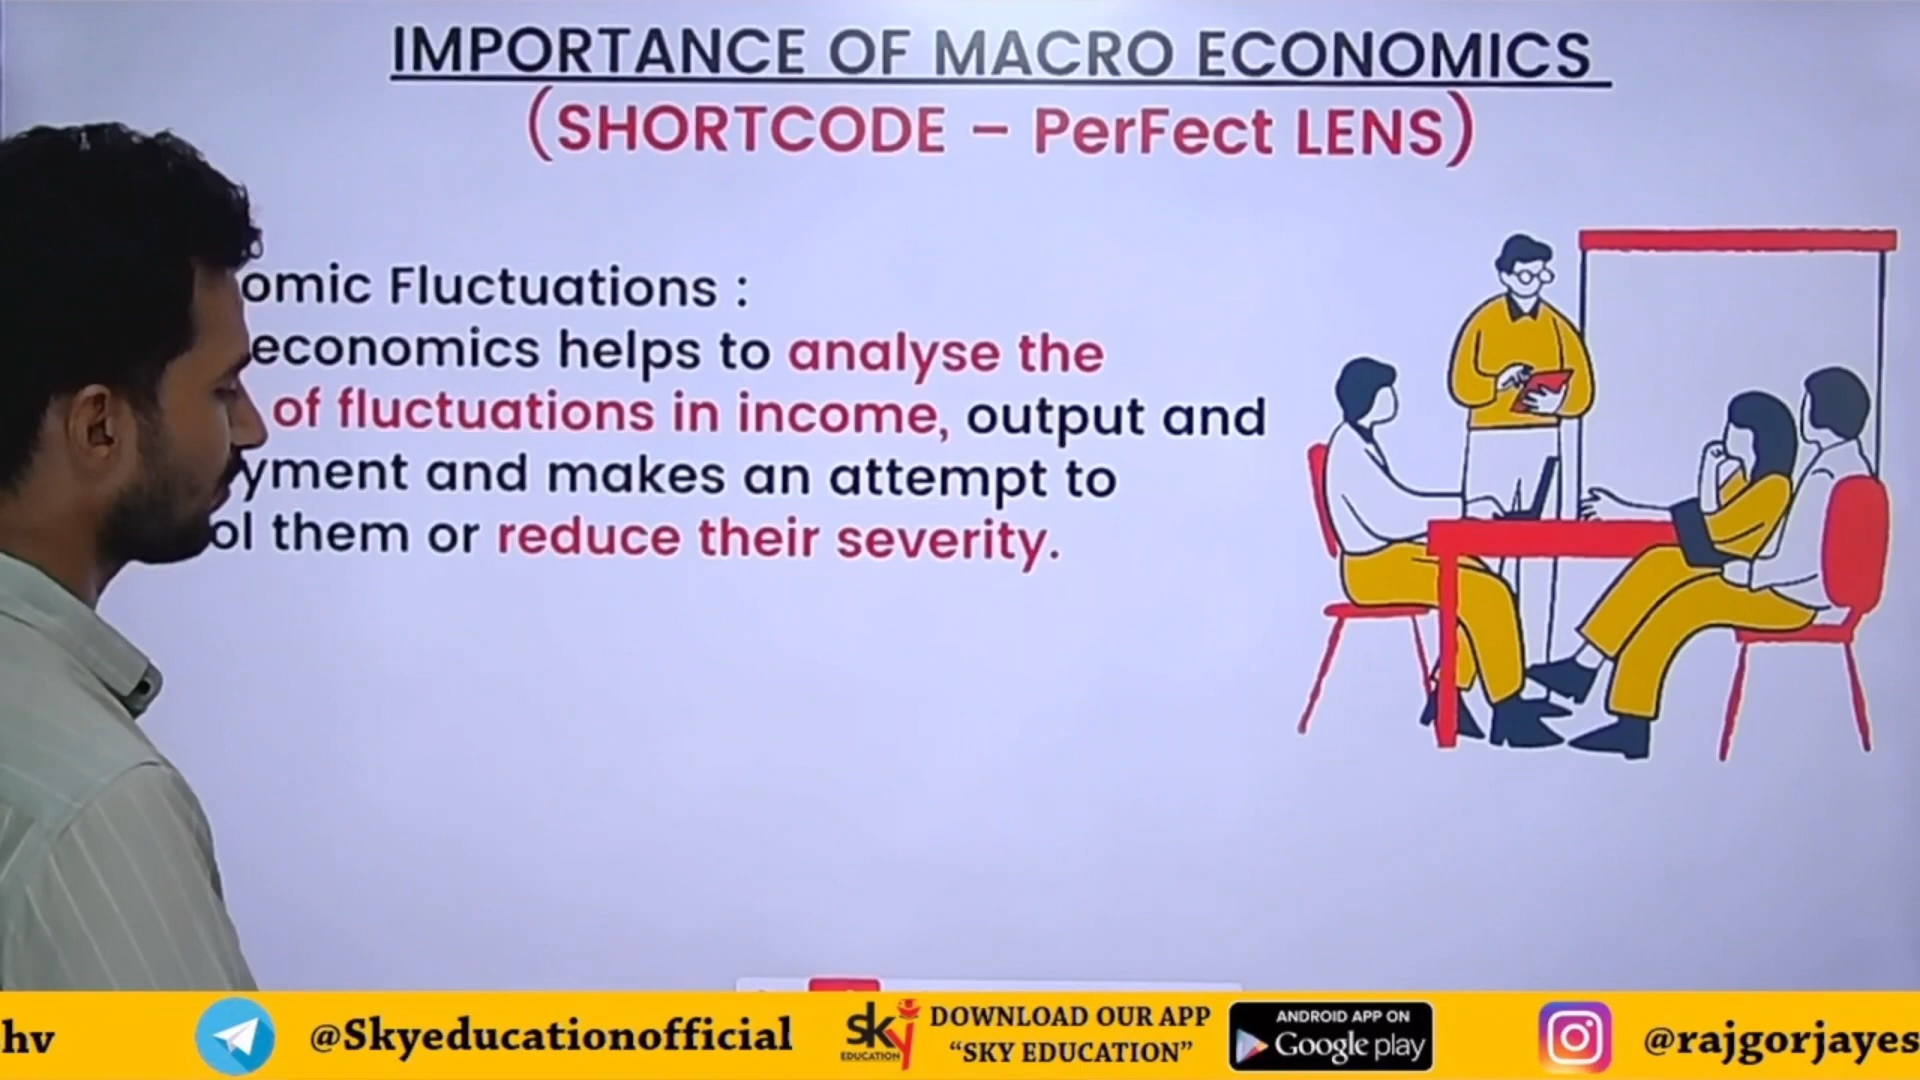 IMPORTANCE OF MACRO ECONOMICS
(SHORTCODE – PerFect LENS)
omic Fluctuations :
economics helps to analyse the
of fluctuations in income, output and
yment and makes an attempt to
ol them or reduce their severity.
hv
@Skyeducationofficial
sky
EDUCATION
DOWNLOAD OUR APP
“SKY EDUCATION”
ANDROID APP ON
Google play
@rajgorjayes